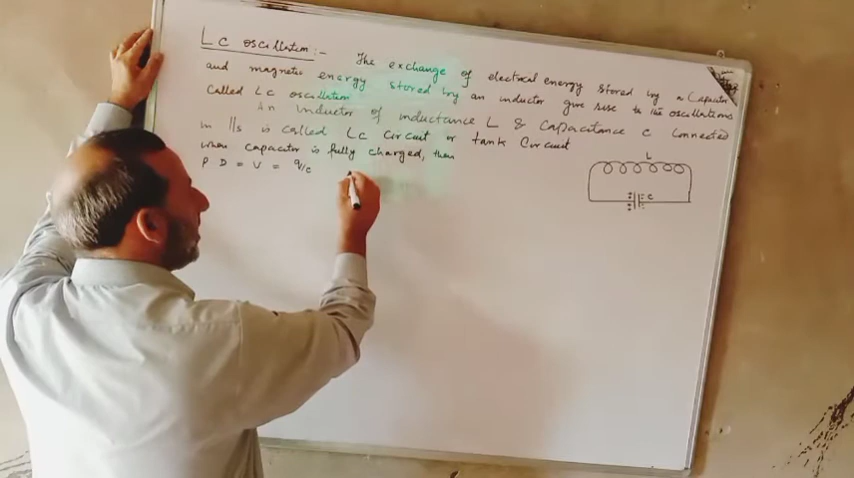 Lc oscillation :- The exchange of electrical energy stored by a Capacitor
and magnetic energy stored by an inductor give rise to the oscillations
called Lc oscillation
An inductor of inductance L & Capacitance C connected
in ||s is called Lc circuit or tank Circuit
when capacitor is fully charged, then
P D = V = q/c
L
C